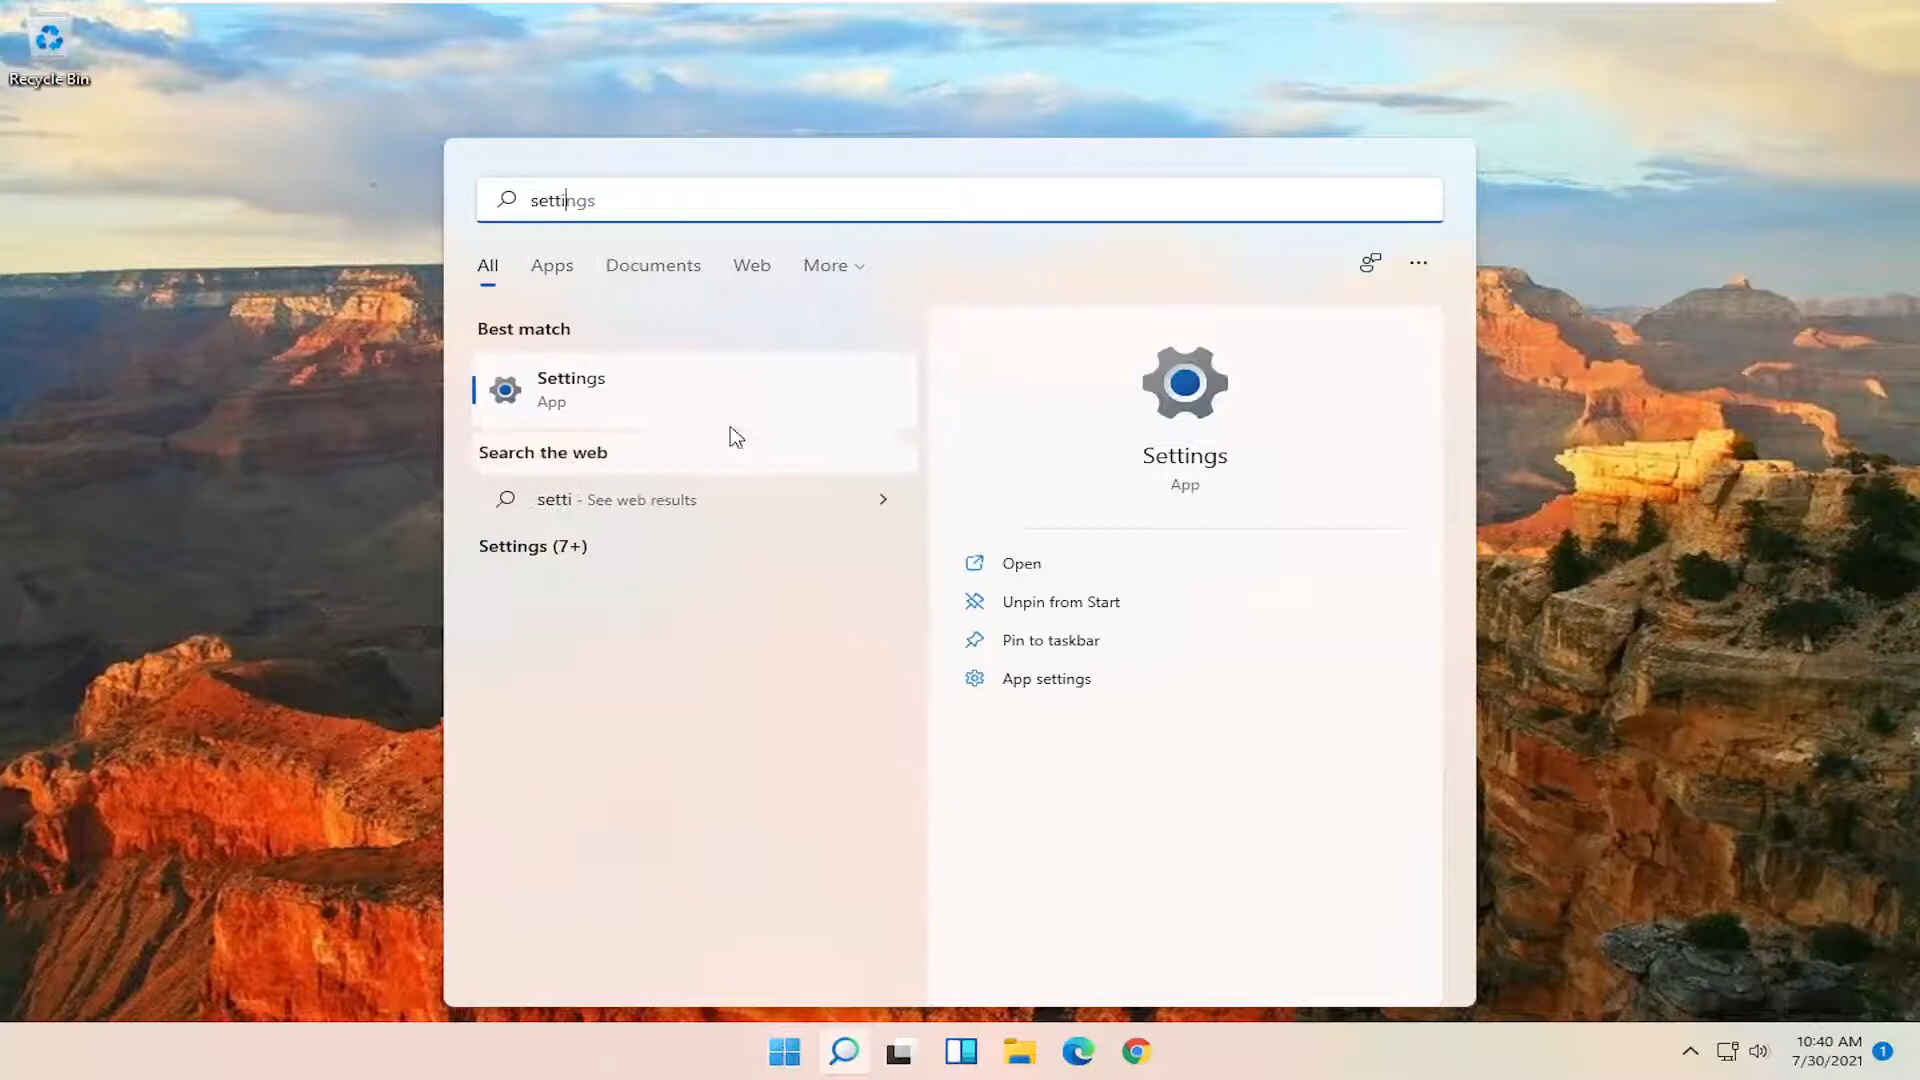 Recycle Bin
settings
All Apps Documents Web More
Best match
Settings
App
Search the web
setti - See web results
Settings (7+)
Settings
App
Open
Unpin from Start
Pin to taskbar
App settings
10:40 AM
7/30/2021
1